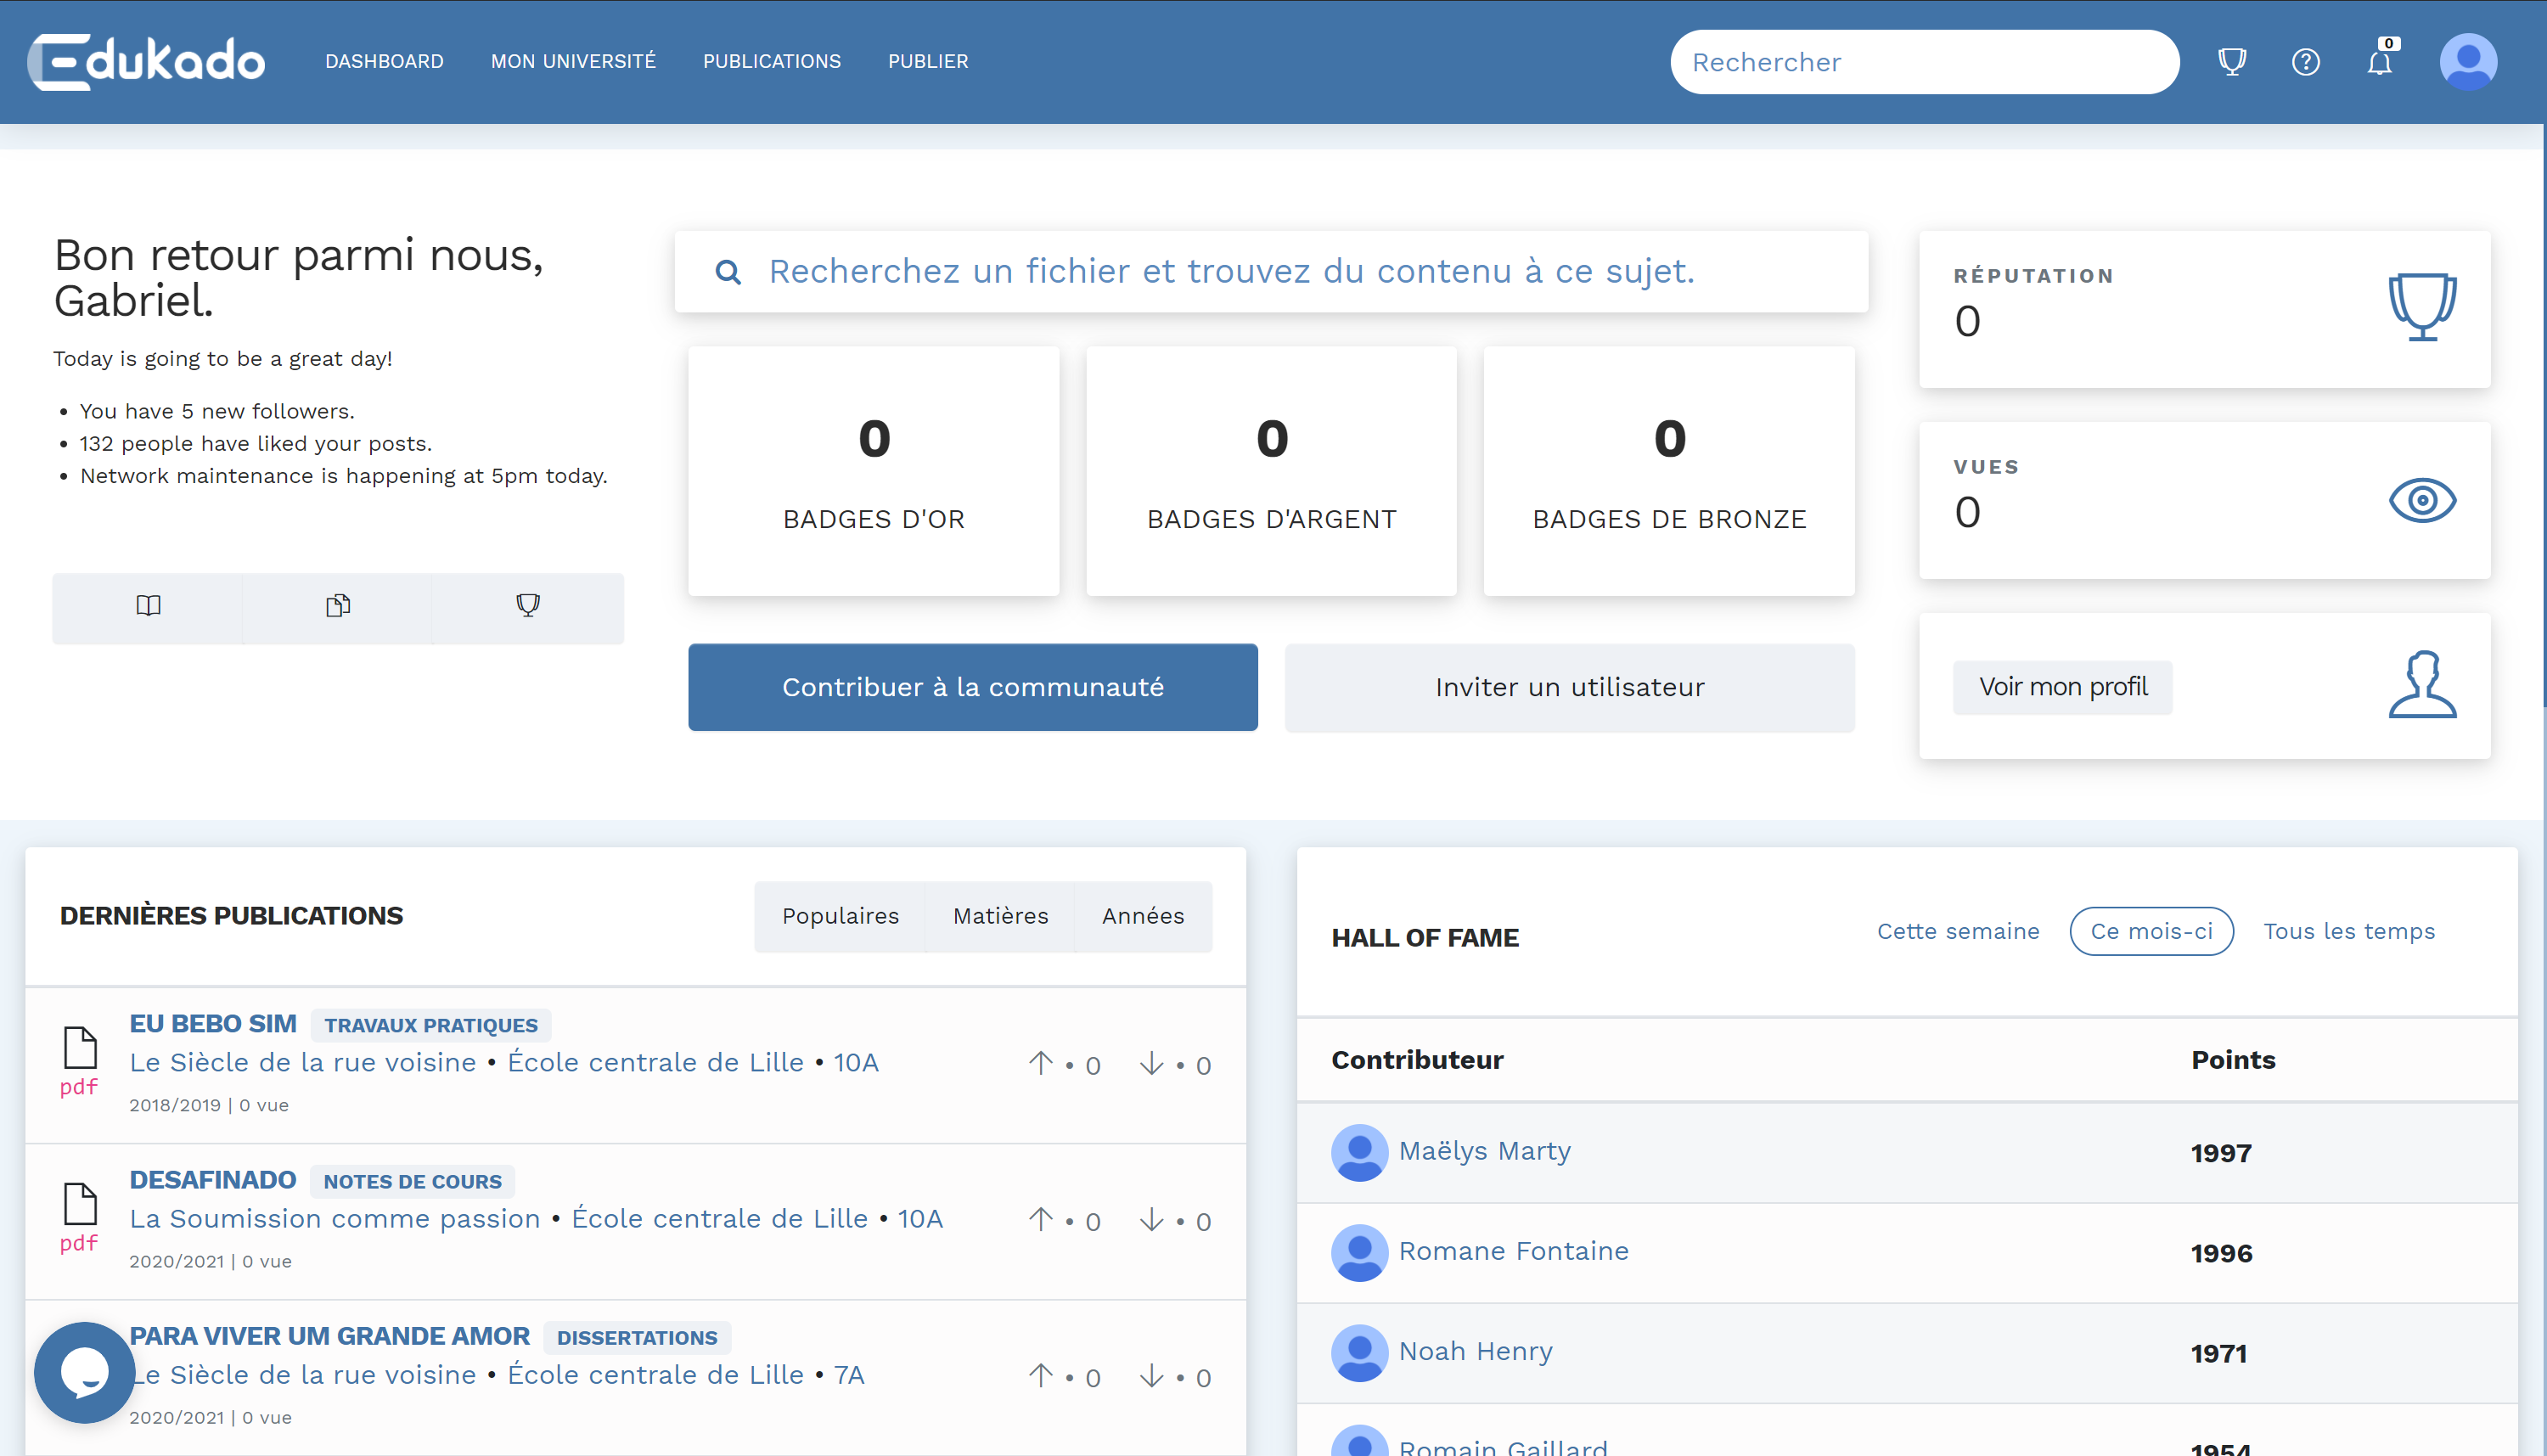 Edukado
DASHBOARD
MON UNIVERSITÉ
PUBLICATIONS
PUBLIER
Rechercher
0
Bon retour parmi nous,
Gabriel.
Today is going to be a great day!
• You have 5 new followers.
• 132 people have liked your posts.
• Network maintenance is happening at 5pm today.
Recherchez un fichier et trouvez du contenu à ce sujet.
0
BADGES D'OR
0
BADGES D'ARGENT
0
BADGES DE BRONZE
Contribuer à la communauté
Inviter un utilisateur
RÉPUTATION
0
VUES
0
Voir mon profil
DERNIÈRES PUBLICATIONS
Populaires
Matières
Années
EU BEBO SIM TRAVAUX PRATIQUES
Le Siècle de la rue voisine • École centrale de Lille • 10A
2018/2019 | 0 vue
pdf
↑ • 0 ↓ • 0
DESAFINADO NOTES DE COURS
La Soumission comme passion • École centrale de Lille • 10A
2020/2021 | 0 vue
pdf
↑ • 0 ↓ • 0
PARA VIVER UM GRANDE AMOR DISSERTATIONS
Le Siècle de la rue voisine • École centrale de Lille • 7A
2020/2021 | 0 vue
↑ • 0 ↓ • 0
HALL OF FAME
Cette semaine
Ce mois-ci
Tous les temps
Contributeur Points
Maëlys Marty 1997
Romane Fontaine 1996
Noah Henry 1971
Romain Gaillard 1954